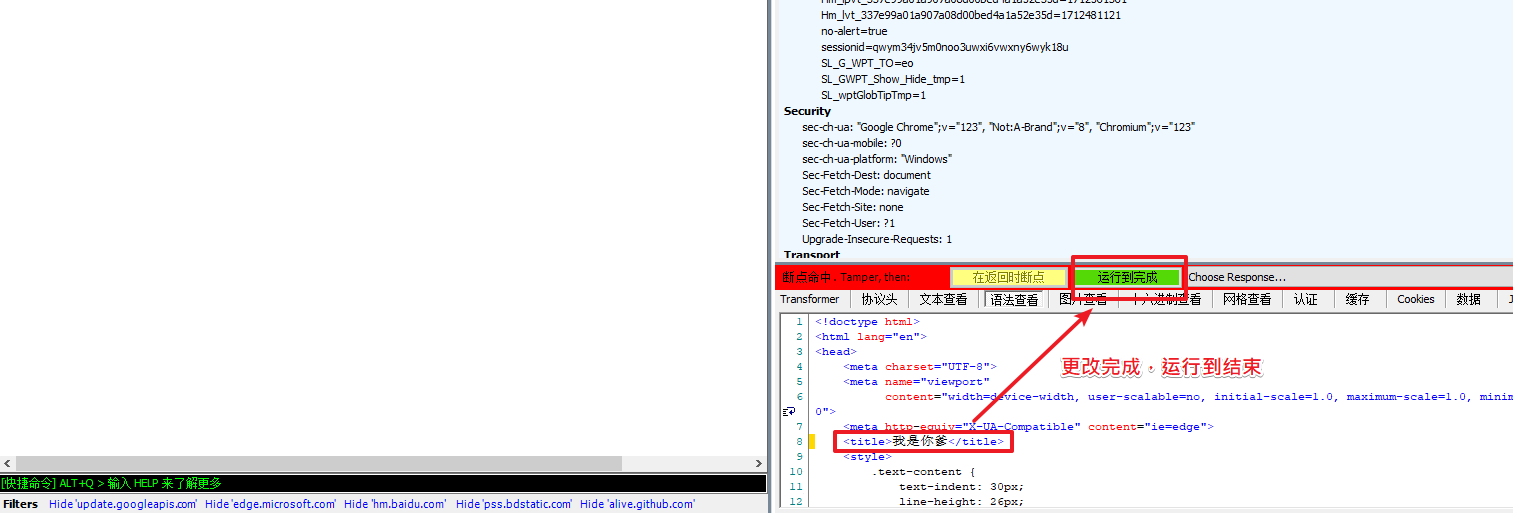 Hm_lvt_337e99a01a907a08d00bed4a1a52e35d=1712481121
no-alert=true
sessionid=qwym34jv5m0noo3uwxi6vwxny6wyk18u
SL_G_WPT_TO=eo
SL_GWPT_Show_Hide_tmp=1
SL_wptGlobTipTmp=1
Security
sec-ch-ua: "Google Chrome";v="123", "Not:A-Brand";v="8", "Chromium";v="123"
sec-ch-ua-mobile: ?0
sec-ch-ua-platform: "Windows"
Sec-Fetch-Dest: document
Sec-Fetch-Mode: navigate
Sec-Fetch-Site: none
Sec-Fetch-User: ?1
Upgrade-Insecure-Requests: 1
Transport
断点命中. Tamper, then: 在返回时断点 运行到完成 Choose Response...
Transformer 协议头 文本查看 语法查看 图片查看 十六进制查看 网格查看 认证 缓存 Cookies 数据 J
1 <!doctype html>
2 <html lang="en">
3 <head>
4 <meta charset="UTF-8">
5 <meta name="viewport"
6 content="width=device-width, user-scalable=no, initial-scale=1.0, maximum-scale=1.0, minim
0">
7 <meta http-equiv="X-UA-Compatible" content="ie=edge">
8 <title>我是你爹</title>
9 <style>
10 .text-content {
11 text-indent: 30px;
12 line-height: 26px;
更改完成，运行到结束
[快捷命令] ALT+Q > 输入 HELP 来了解更多
Filters Hide 'update.googleapis.com' Hide 'edge.microsoft.com' Hide 'hm.baidu.com' Hide 'pss.bdstatic.com' Hide 'alive.github.com'